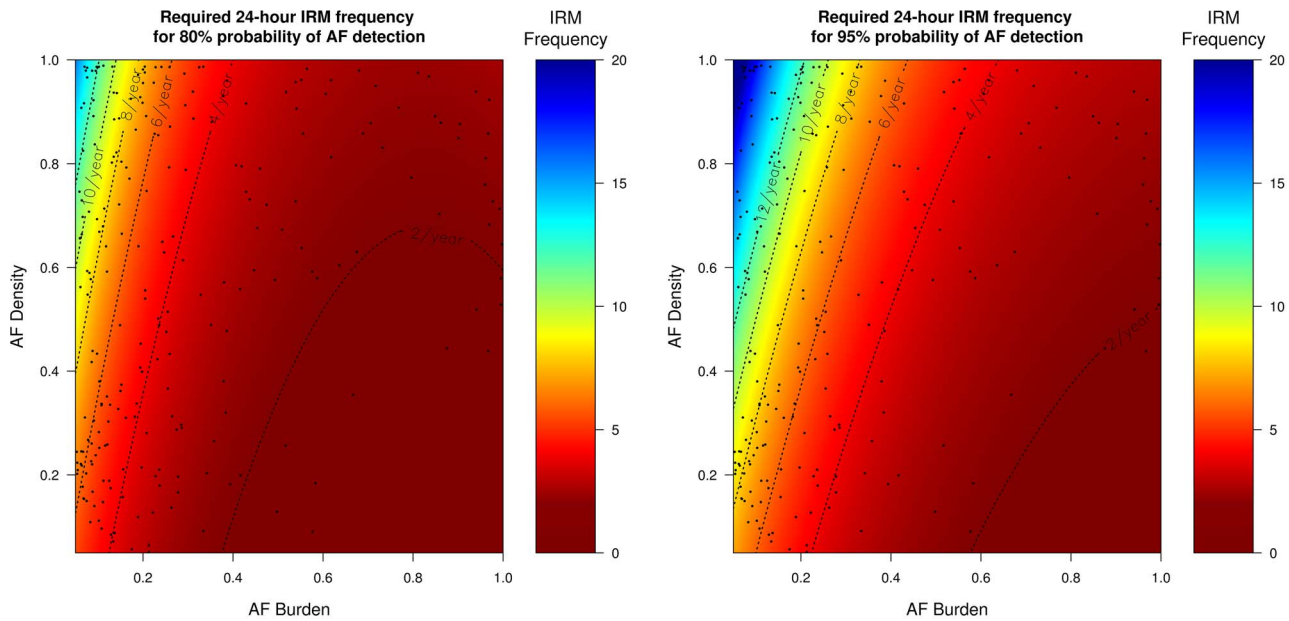 Required 24-hour IRM frequency
for 80% probability of AF detection
IRM
Frequency
1.0
0.8
0.6
0.4
0.2
AF Density
10/year
8/year
6/year
4/year
2/year
0.2
0.4
0.6
0.8
1.0
AF Burden
20
15
10
5
0
Required 24-hour IRM frequency
for 95% probability of AF detection
IRM
Frequency
1.0
0.8
0.6
0.4
0.2
AF Density
12/year
10/year
8/year
6/year
4/year
2/year
0.2
0.4
0.6
0.8
1.0
AF Burden
20
15
10
5
0